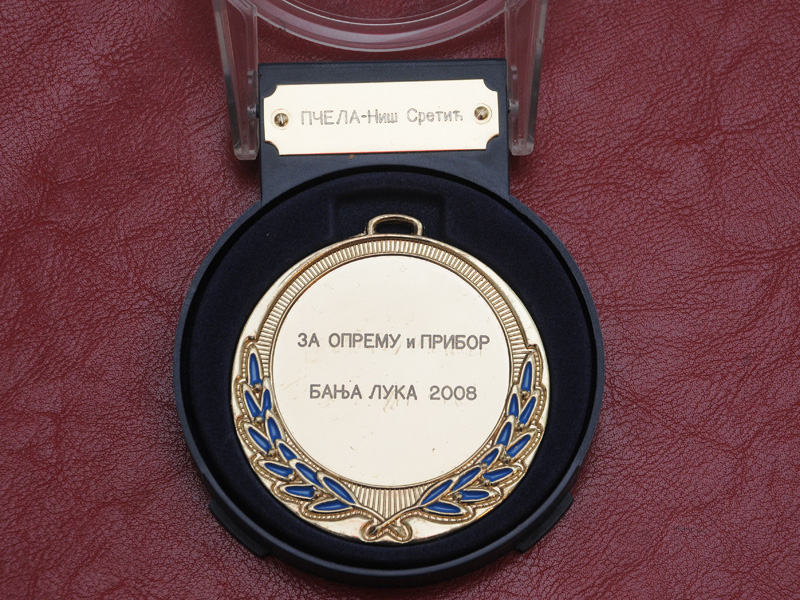 ПЧЕЛА-Ниш Сретић
ЗА ОПРЕМУ и ПРИБОР
БАЊА ЛУКА 2008